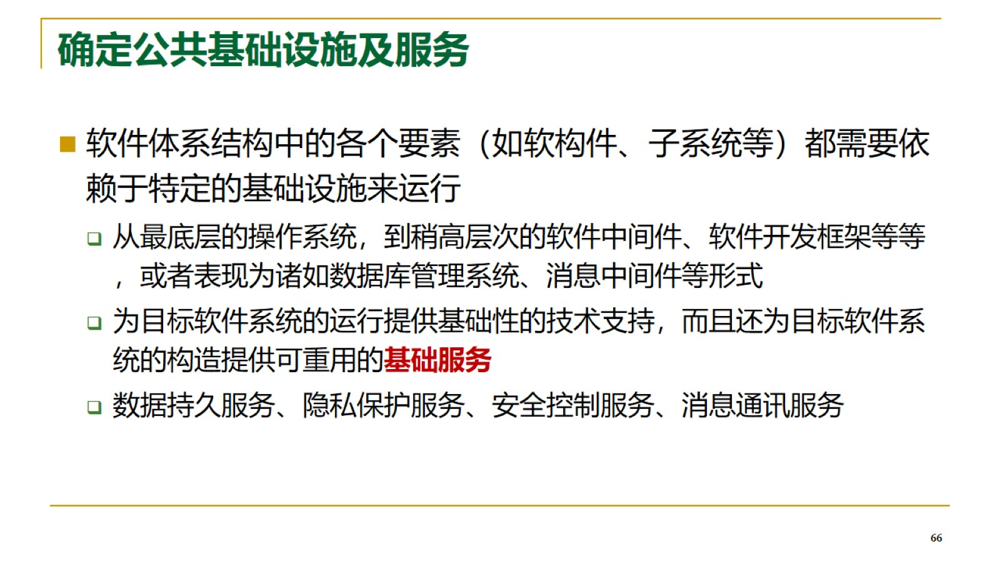 确定公共基础设施及服务
软件体系结构中的各个要素（如软构件、子系统等）都需要依
赖于特定的基础设施来运行
从最底层的操作系统，到稍高层次的软件中间件、软件开发框架等等
，或者表现为诸如数据库管理系统、消息中间件等形式
为目标软件系统的运行提供基础性的技术支持，而且还为目标软件系
统的构造提供可重用的基础服务
数据持久服务、隐私保护服务、安全控制服务、消息通讯服务
66